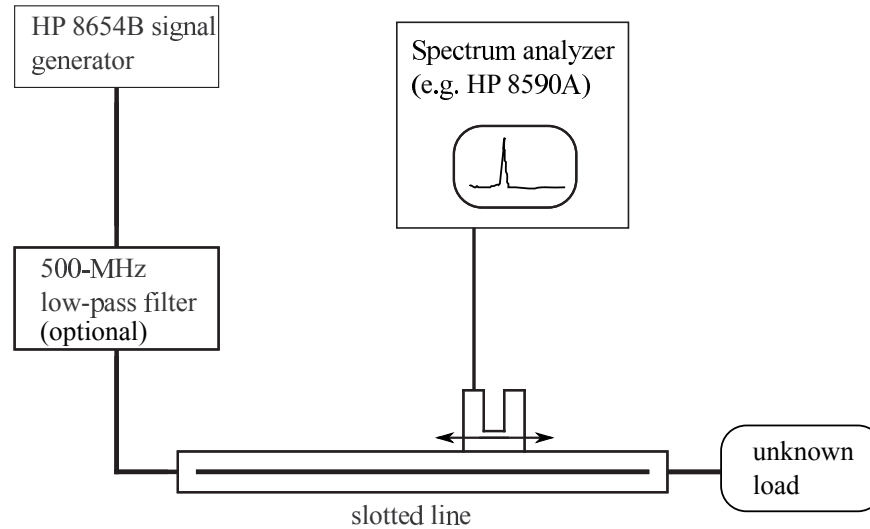 HP 8654B signal
generator
Spectrum analyzer
(e.g. HP 8590A)
500-MHz
low-pass filter
(optional)
unknown
load
slotted line